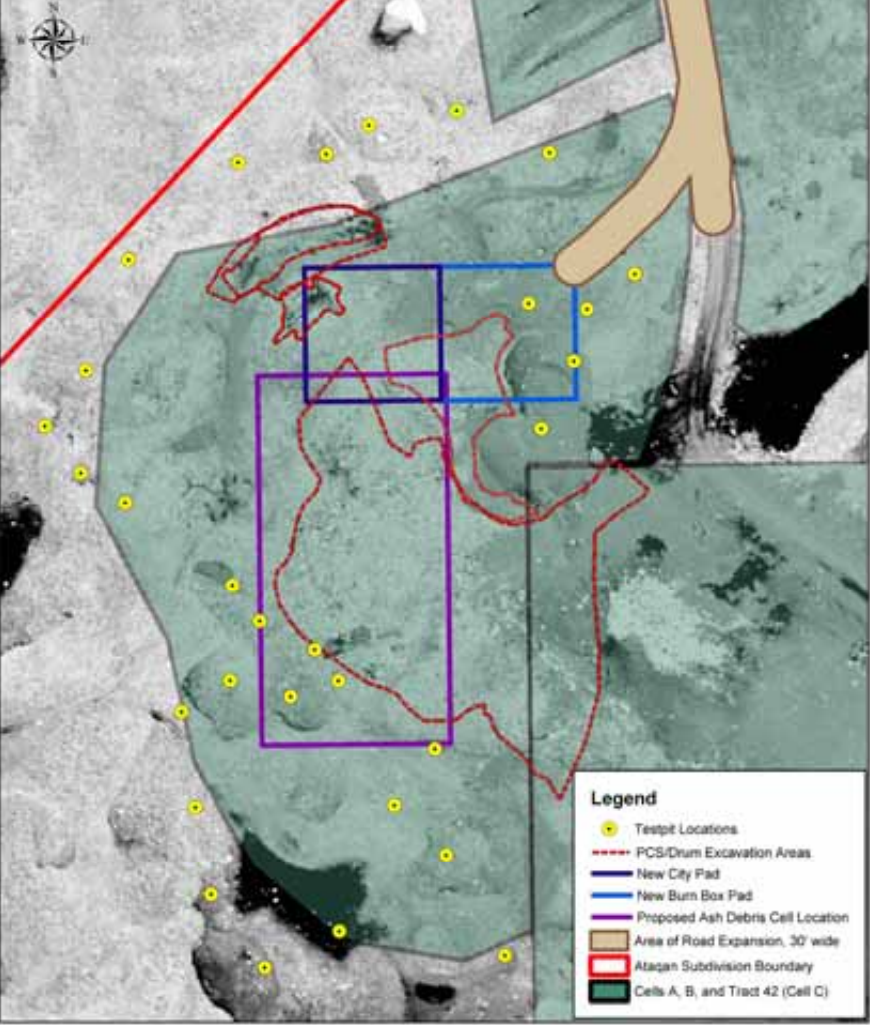 N
W E
S
Legend
Testpit Locations
PCS/Drum Excavation Areas
New City Pad
New Burn Box Pad
Proposed Ash Debris Cell Location
Area of Road Expansion, 30' wide
Ataqan Subdivision Boundary
Cells A, B, and Tract 42 (Cell C)